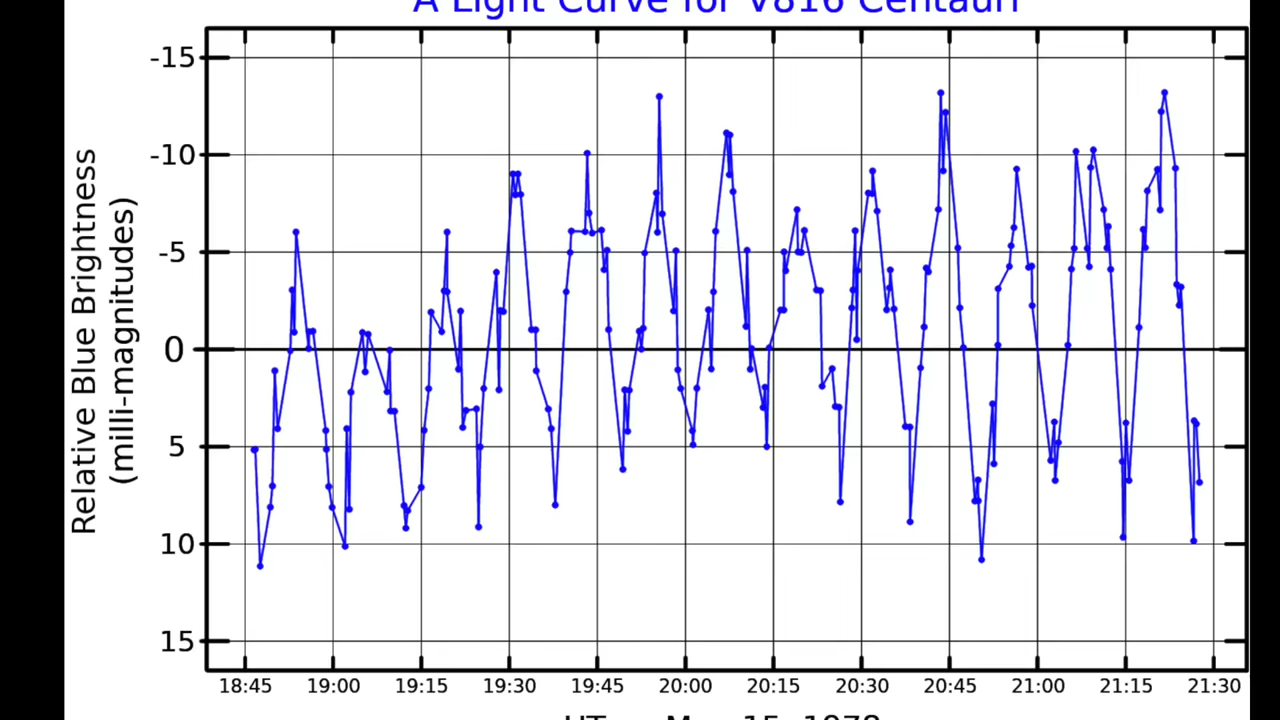 A Light Curve for V816 Centauri
Relative Blue Brightness
(milli-magnitudes)
-15
-10
-5
0
5
10
15
18:45 19:00 19:15 19:30 19:45 20:00 20:15 20:30 20:45 21:00 21:15 21:30
15, 1978